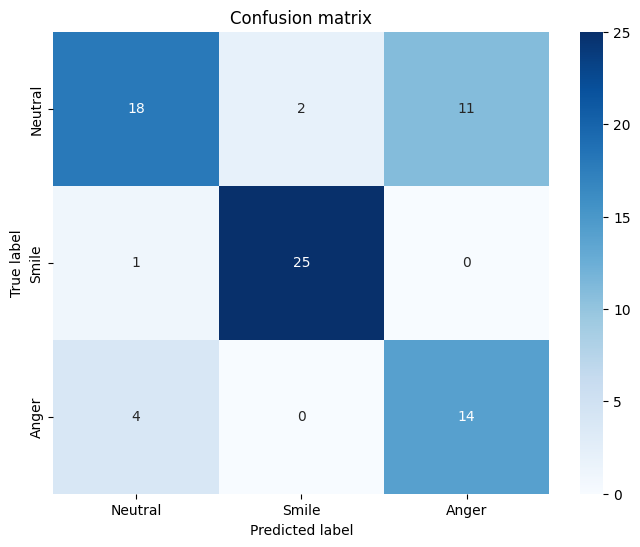 Confusion matrix
True label
Neutral
Smile
Anger
18 2 11
1 25 0
4 0 14
Neutral Smile Anger
Predicted label
25
20
15
10
5
0